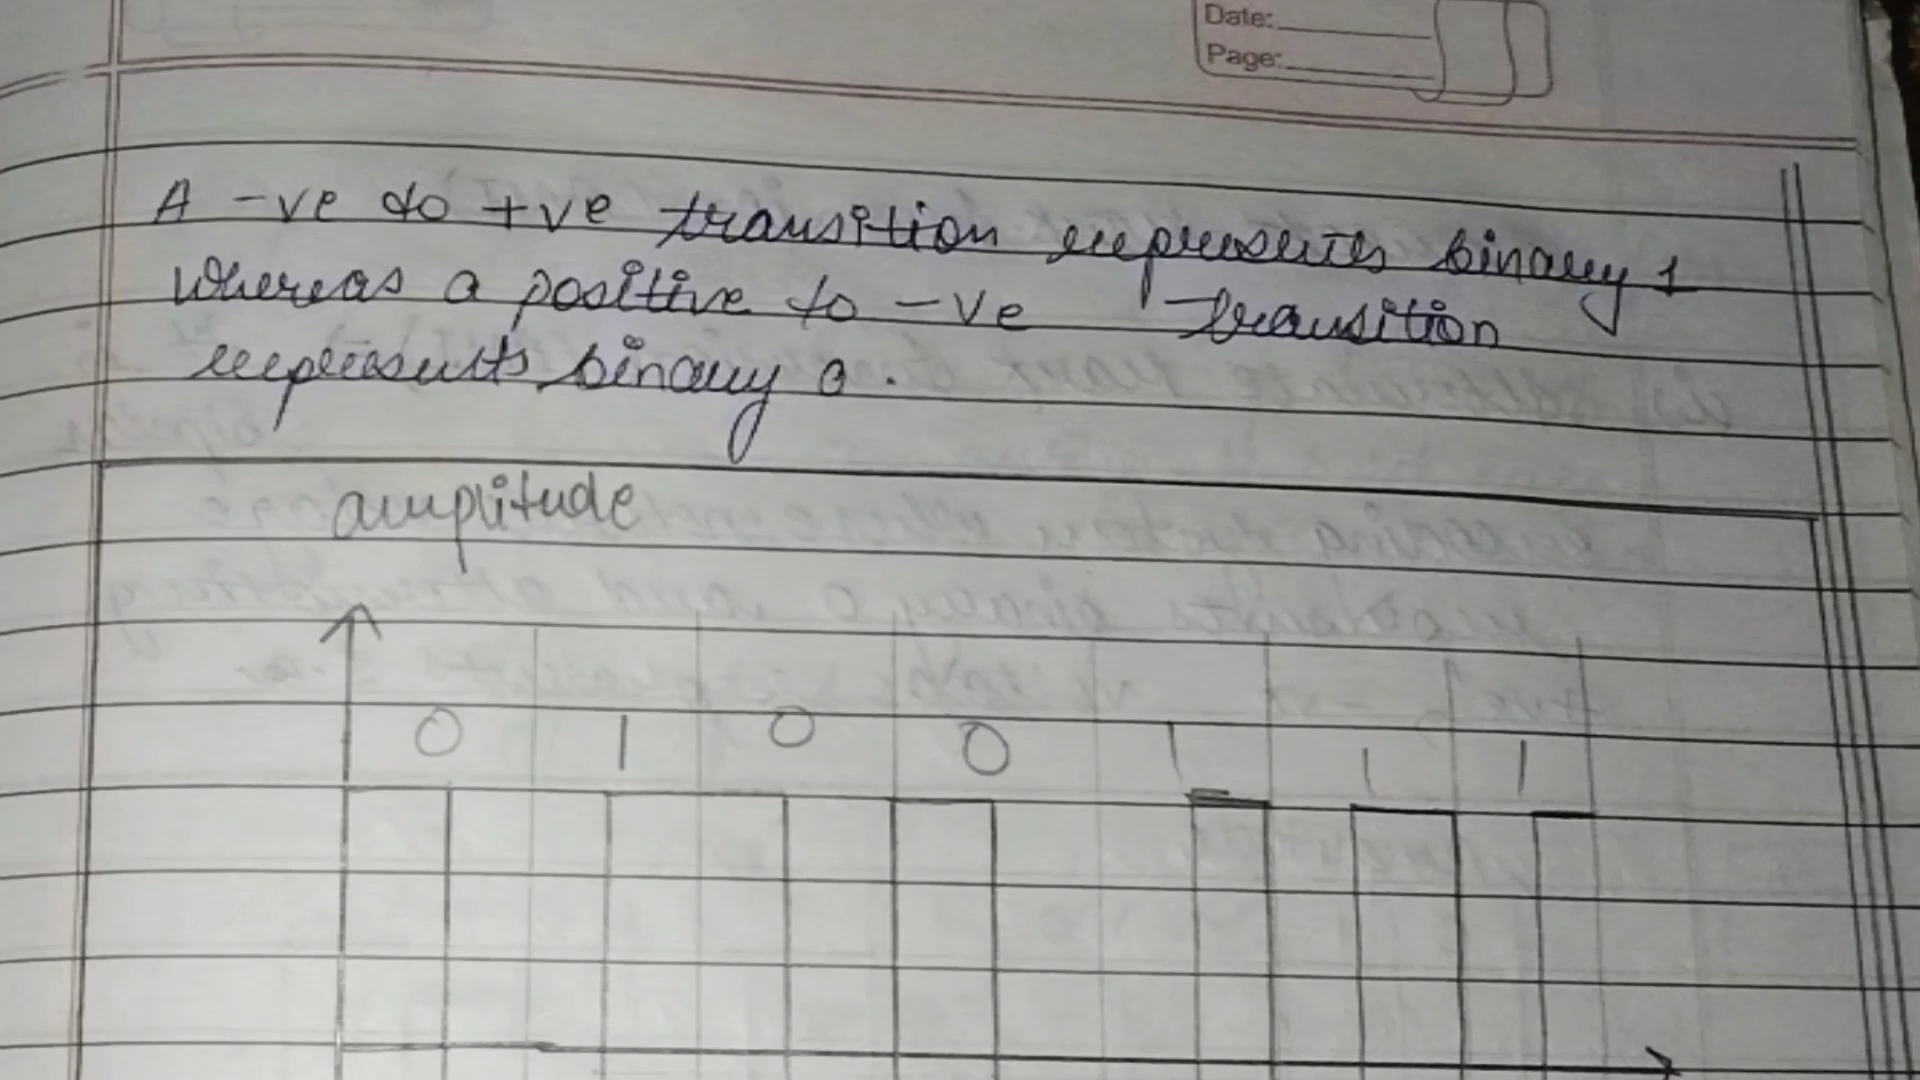 Date:
Page:
A -ve to +ve transition represents binary 1
whereas a positive to -ve transition
represents binary 0.
amplitude
0 1 0 0 1 1 1